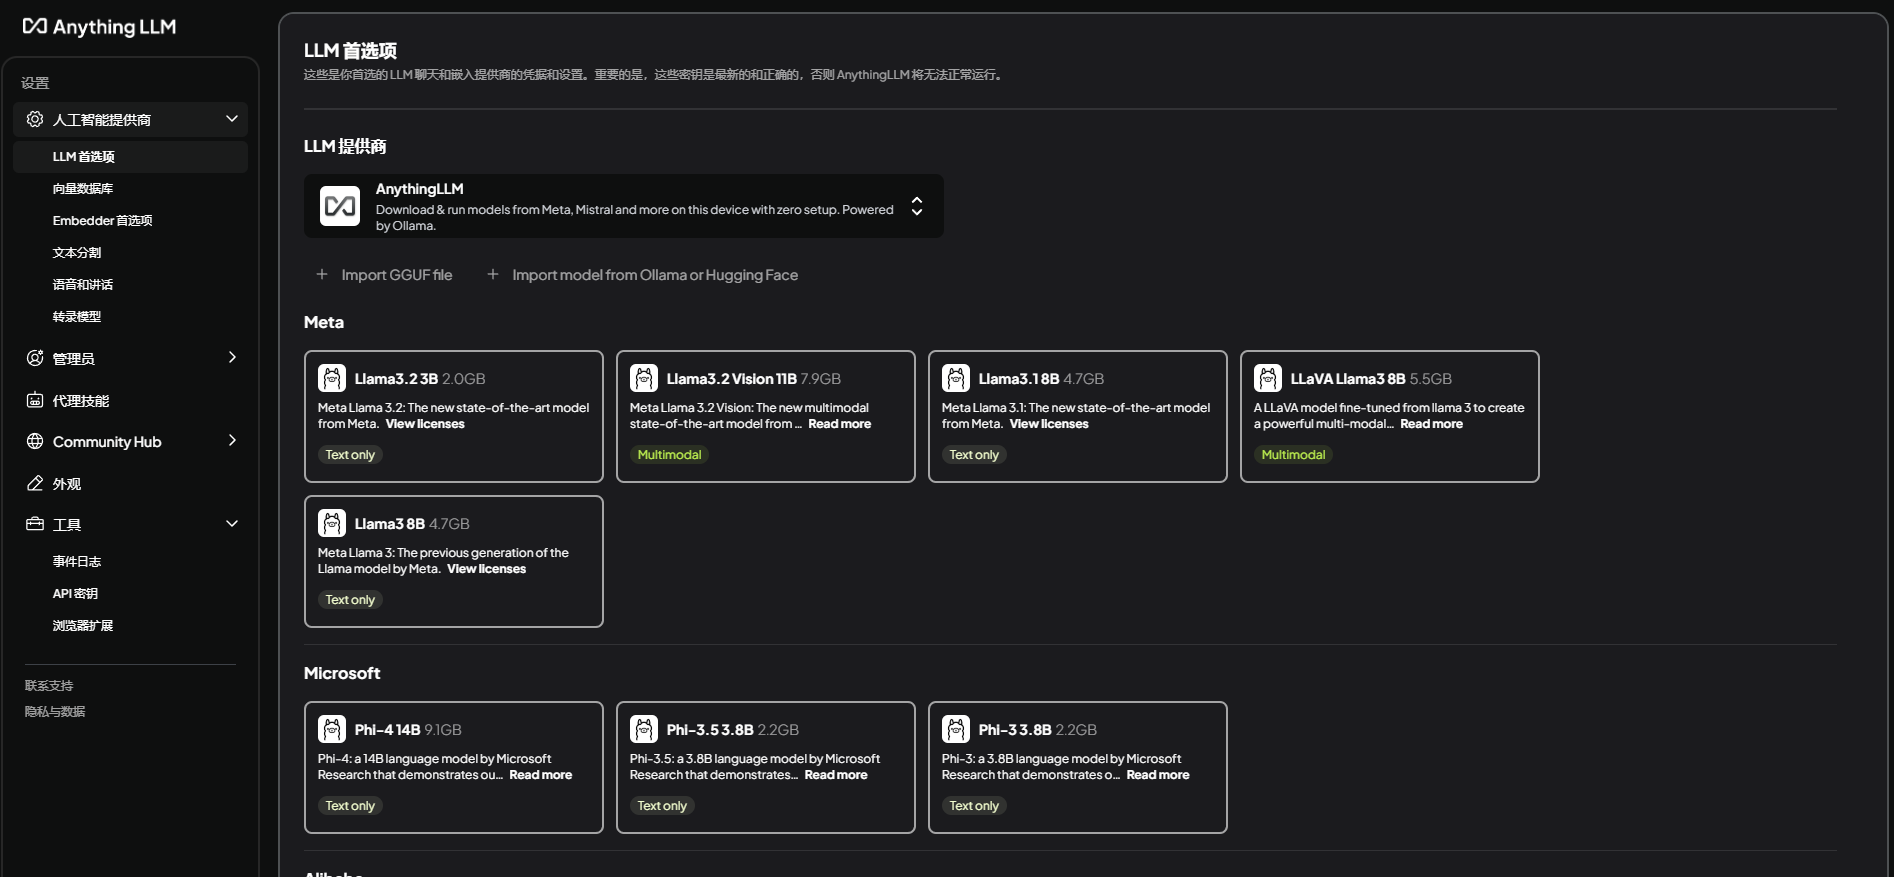 Anything LLM
设置
人工智能提供商
LLM 首选项
向量数据库
Embedder 首选项
文本分割
语音和讲话
转录模型
管理员
代理技能
Community Hub
外观
工具
事件日志
API 密钥
浏览器扩展
联系支持
隐私与数据
LLM 首选项
这些是你首选的 LLM 聊天和嵌入提供商的凭据和设置。重要的是，这些密钥是最新的和正确的，否则 AnythingLLM 将无法正常运行。
LLM 提供商
AnythingLLM
Download & run models from Meta, Mistral and more on this device with zero setup. Powered
by Ollama.
Import GGUF file
Import model from Ollama or Hugging Face
Meta
Llama3.2 3B 2.0GB
Meta Llama 3.2: The new state-of-the-art model
from Meta. View licenses
Text only
Llama3.2 Vision 11B 7.9GB
Meta Llama 3.2 Vision: The new multimodal
state-of-the-art model from ... Read more
Multimodal
Llama3.1 8B 4.7GB
Meta Llama 3.1: The new state-of-the-art model
from Meta. View licenses
Text only
LLaVA Llama3 8B 5.5GB
A LLaVA model fine-tuned from llama 3 to create
a powerful multi-modal... Read more
Multimodal
Llama3 8B 4.7GB
Meta Llama 3: The previous generation of the
Llama model by Meta. View licenses
Text only
Microsoft
Phi-4 14B 9.1GB
Phi-4: a 14B language model by Microsoft
Research that demonstrates ou... Read more
Text only
Phi-3.5 3.8B 2.2GB
Phi-3.5: a 3.8B language model by Microsoft
Research that demonstrates... Read more
Text only
Phi-3 3.8B 2.2GB
Phi-3: a 3.8B language model by Microsoft
Research that demonstrates o... Read more
Text only
Alibaba